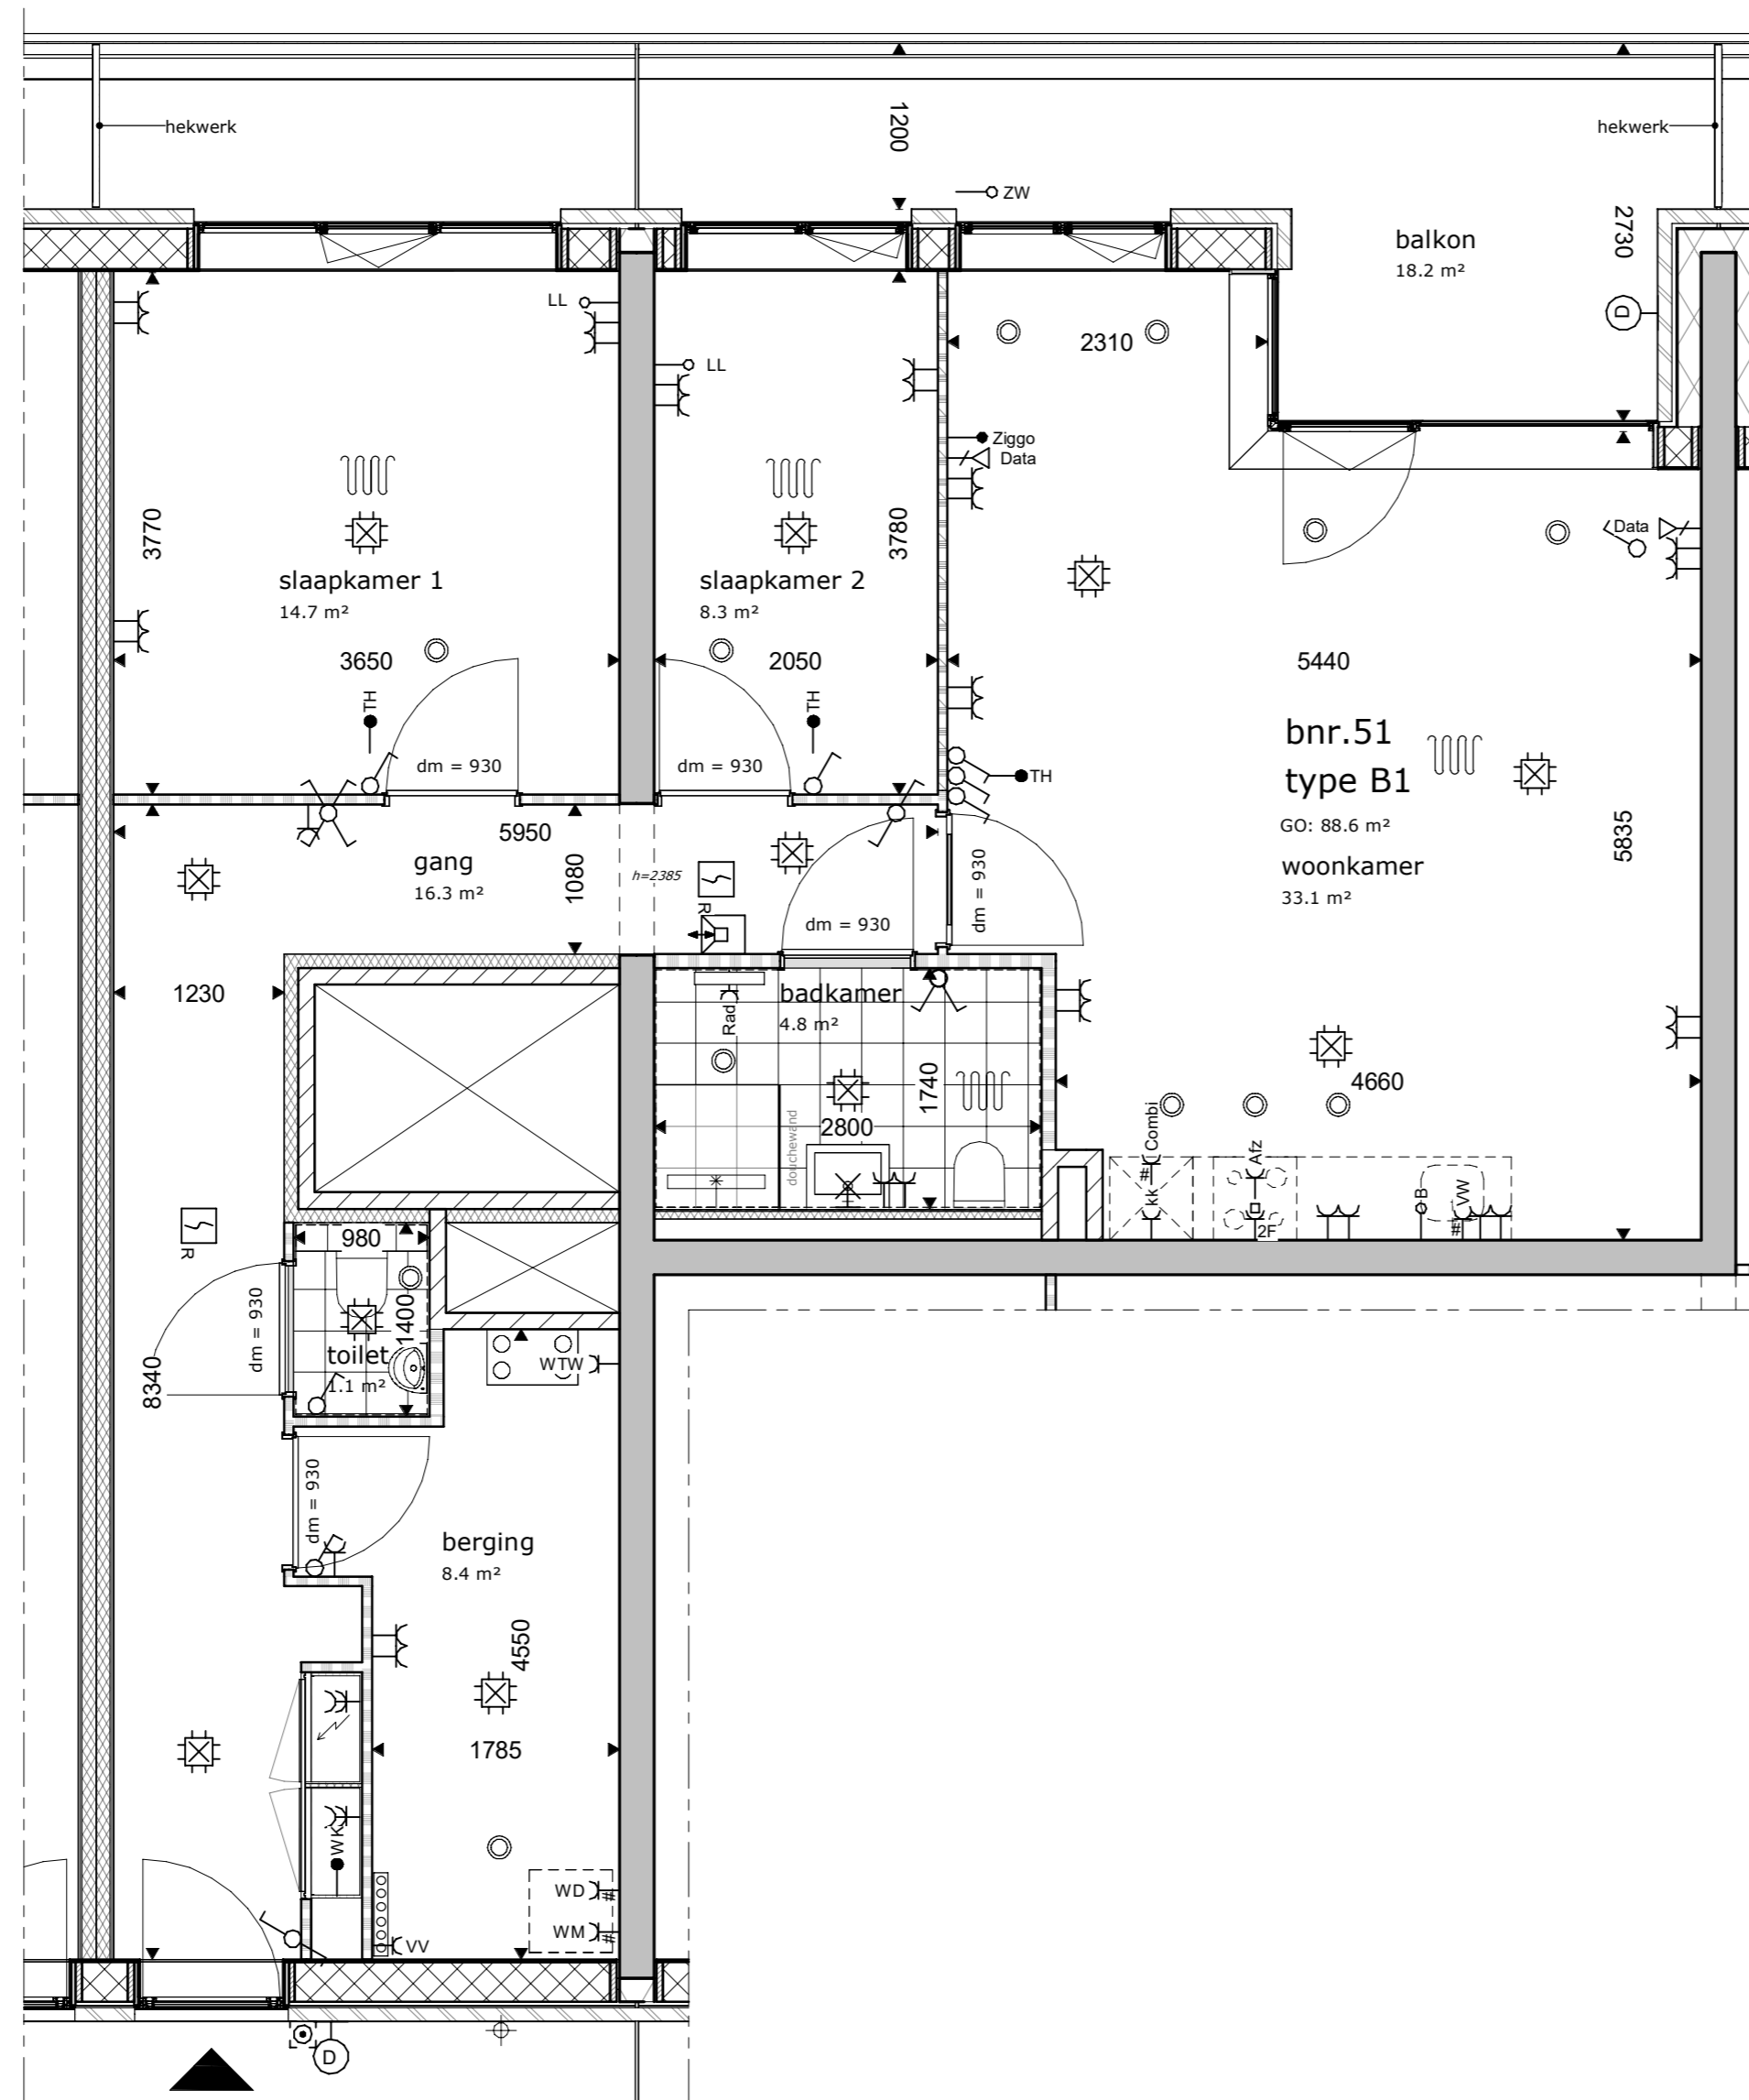 hekwerk
1200
hekwerk
ZW
2730
balkon
18.2 m²
D
LL
2310
LL
Ziggo
Data
3770
3780
Data
slaapkamer 1
14.7 m²
slaapkamer 2
8.3 m²
3650
2050
5440
TH
TH
bnr.51
type B1
dm = 930
dm = 930
TH
GO: 88.6 m²
5950
gang
16.3 m²
1080
h=2385
R
dm = 930
dm = 930
woonkamer
33.1 m²
5835
1230
badkamer
4.8 m²
Rad
1740
4660
2800
douchewand
Combi
#
kk
Afz
2F
B
VW
#
R
980
1400
dm = 930
toilet
1.1 m²
WTW
8340
dm = 930
berging
8.4 m²
4550
1785
WK
WD
#
WM
#
VV
D